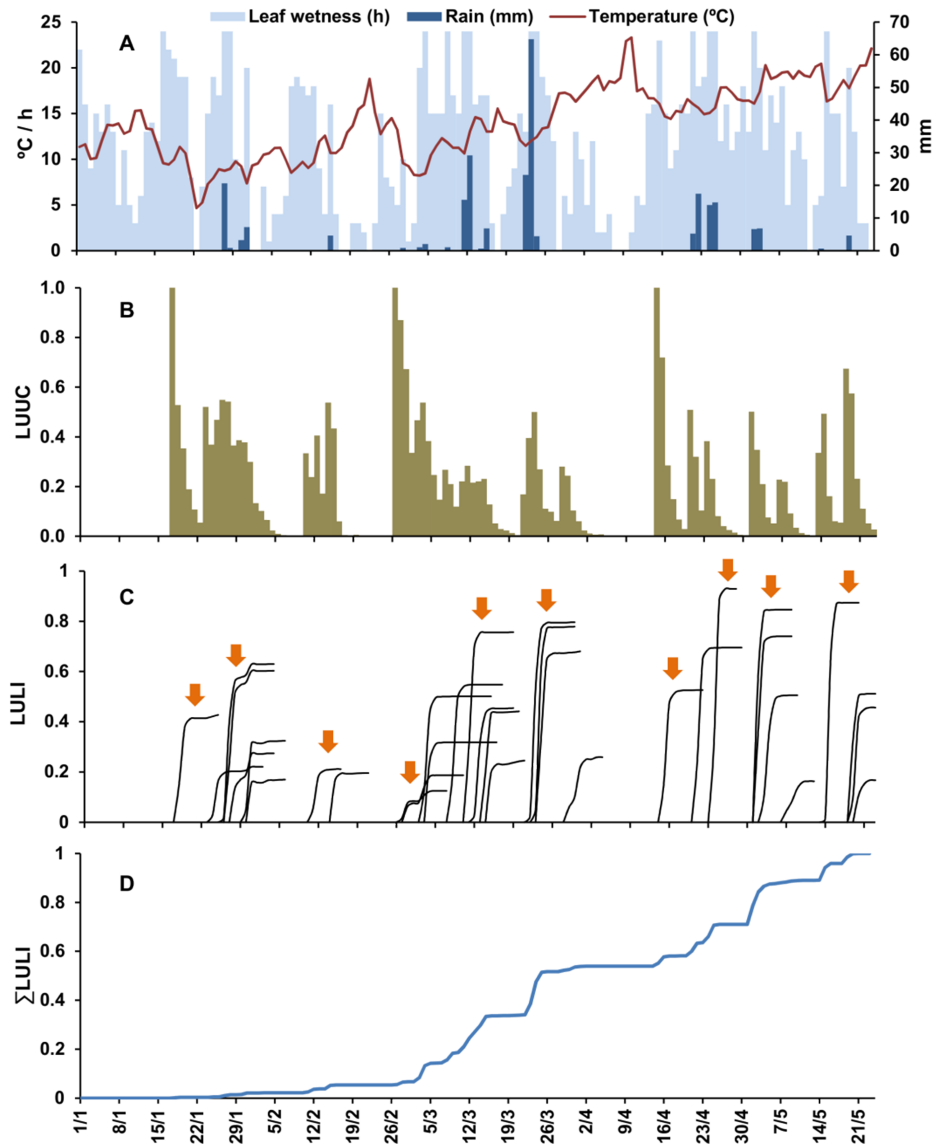 Leaf wetness (h) Rain (mm) Temperature (ºC)
A
ºC / h
25
20
15
10
5
0
mm
70
60
50
40
30
20
10
0
B
LUUC
1.0
0.8
0.6
0.4
0.2
0.0
C
LULI
1
0.8
0.6
0.4
0.2
0
D
∑LULI
1
0.8
0.6
0.4
0.2
0
1/1 8/1 15/1 22/1 29/1 5/2 12/2 19/2 26/2 5/3 12/3 19/3 26/3 2/4 9/4 16/4 23/4 30/4 7/5 14/5 21/5